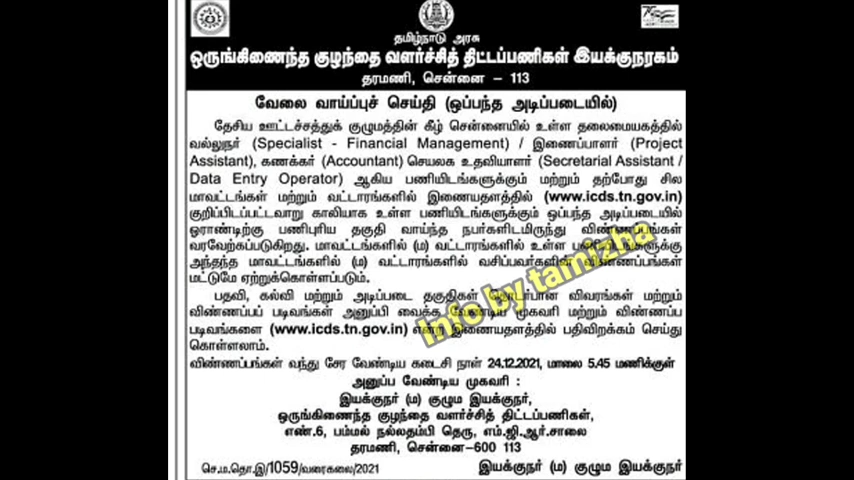 தமிழ்நாடு அரசு
ஒருங்கிணைந்த குழந்தை வளர்ச்சித் திட்டப்பணிகள் இயக்குநரகம்
தரமணி, சென்னை – 113
வேலை வாய்ப்புச் செய்தி (ஒப்பந்த அடிப்படையில்)
தேசிய ஊட்டச்சத்துக் குழுமத்தின் கீழ் சென்னையில் உள்ள தலைமையகத்தில்
வல்லுநர் (Specialist - Financial Management) / இணைப்பாளர் (Project
Assistant), கணக்கர் (Accountant) செயலக உதவியாளர் (Secretarial Assistant /
Data Entry Operator) ஆகிய பணியிடங்களுக்கும் மற்றும் தற்போது சில
மாவட்டங்கள் மற்றும் வட்டாரங்களில் இணையதளத்தில் (www.icds.tn.gov.in)
குறிப்பிடப்பட்டவாறு காலியாக உள்ள பணியிடங்களுக்கும் ஒப்பந்த அடிப்படையில்
ஓராண்டிற்கு பணிபுரிய தகுதி வாய்ந்த நபர்களிடமிருந்து விண்ணப்பங்கள்
வரவேற்கப்படுகிறது. மாவட்டங்களில் (ம) வட்டாரங்களில் உள்ள பணியிடங்களுக்கு
அந்தந்த மாவட்டங்களில் (ம) வட்டாரங்களில் வசிப்பவர்களின் விண்ணப்பங்கள்
மட்டுமே ஏற்றுக்கொள்ளப்படும்.
பதவி, கல்வி மற்றும் அடிப்படை தகுதிகள் தொடர்பான விவரங்கள் மற்றும்
விண்ணப்பப் படிவங்கள் அனுப்பி வைக்க வேண்டிய முகவரி மற்றும் விண்ணப்ப
படிவங்களை (www.icds.tn.gov.in) என்ற இணையதளத்தில் பதிவிறக்கம் செய்து
கொள்ளலாம்.
info by tamizha
விண்ணப்பங்கள் வந்து சேர வேண்டிய கடைசி நாள் 24.12.2021, மாலை 5.45 மணிக்குள்
அனுப்ப வேண்டிய முகவரி :
இயக்குநர் (ம) குழும இயக்குநர்,
ஒருங்கிணைந்த குழந்தை வளர்ச்சித் திட்டப்பணிகள்,
எண்.6, பம்மல் நல்லதம்பி தெரு, எம்.ஜி.ஆர்.சாலை
தரமணி, சென்னை–600 113
செ.ம.தொ.இ/1059/வரைகலை/2021
இயக்குநர் (ம) குழும இயக்குநர்